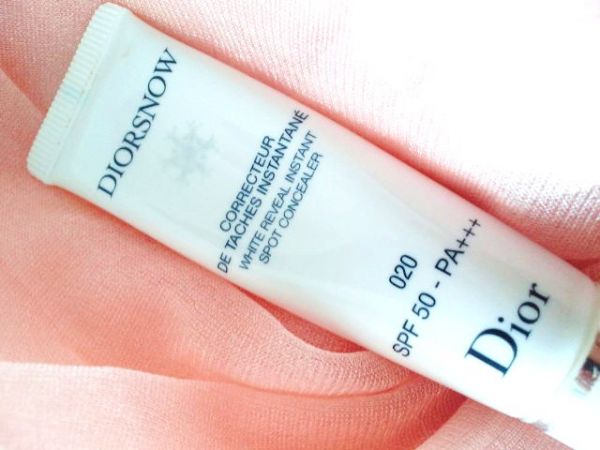 DIORSNOW
CORRECTEUR
DE TACHES INSTANTANÉ
WHITE REVEAL INSTANT
SPOT CONCEALER
020
SPF 50 - PA+++
Dior